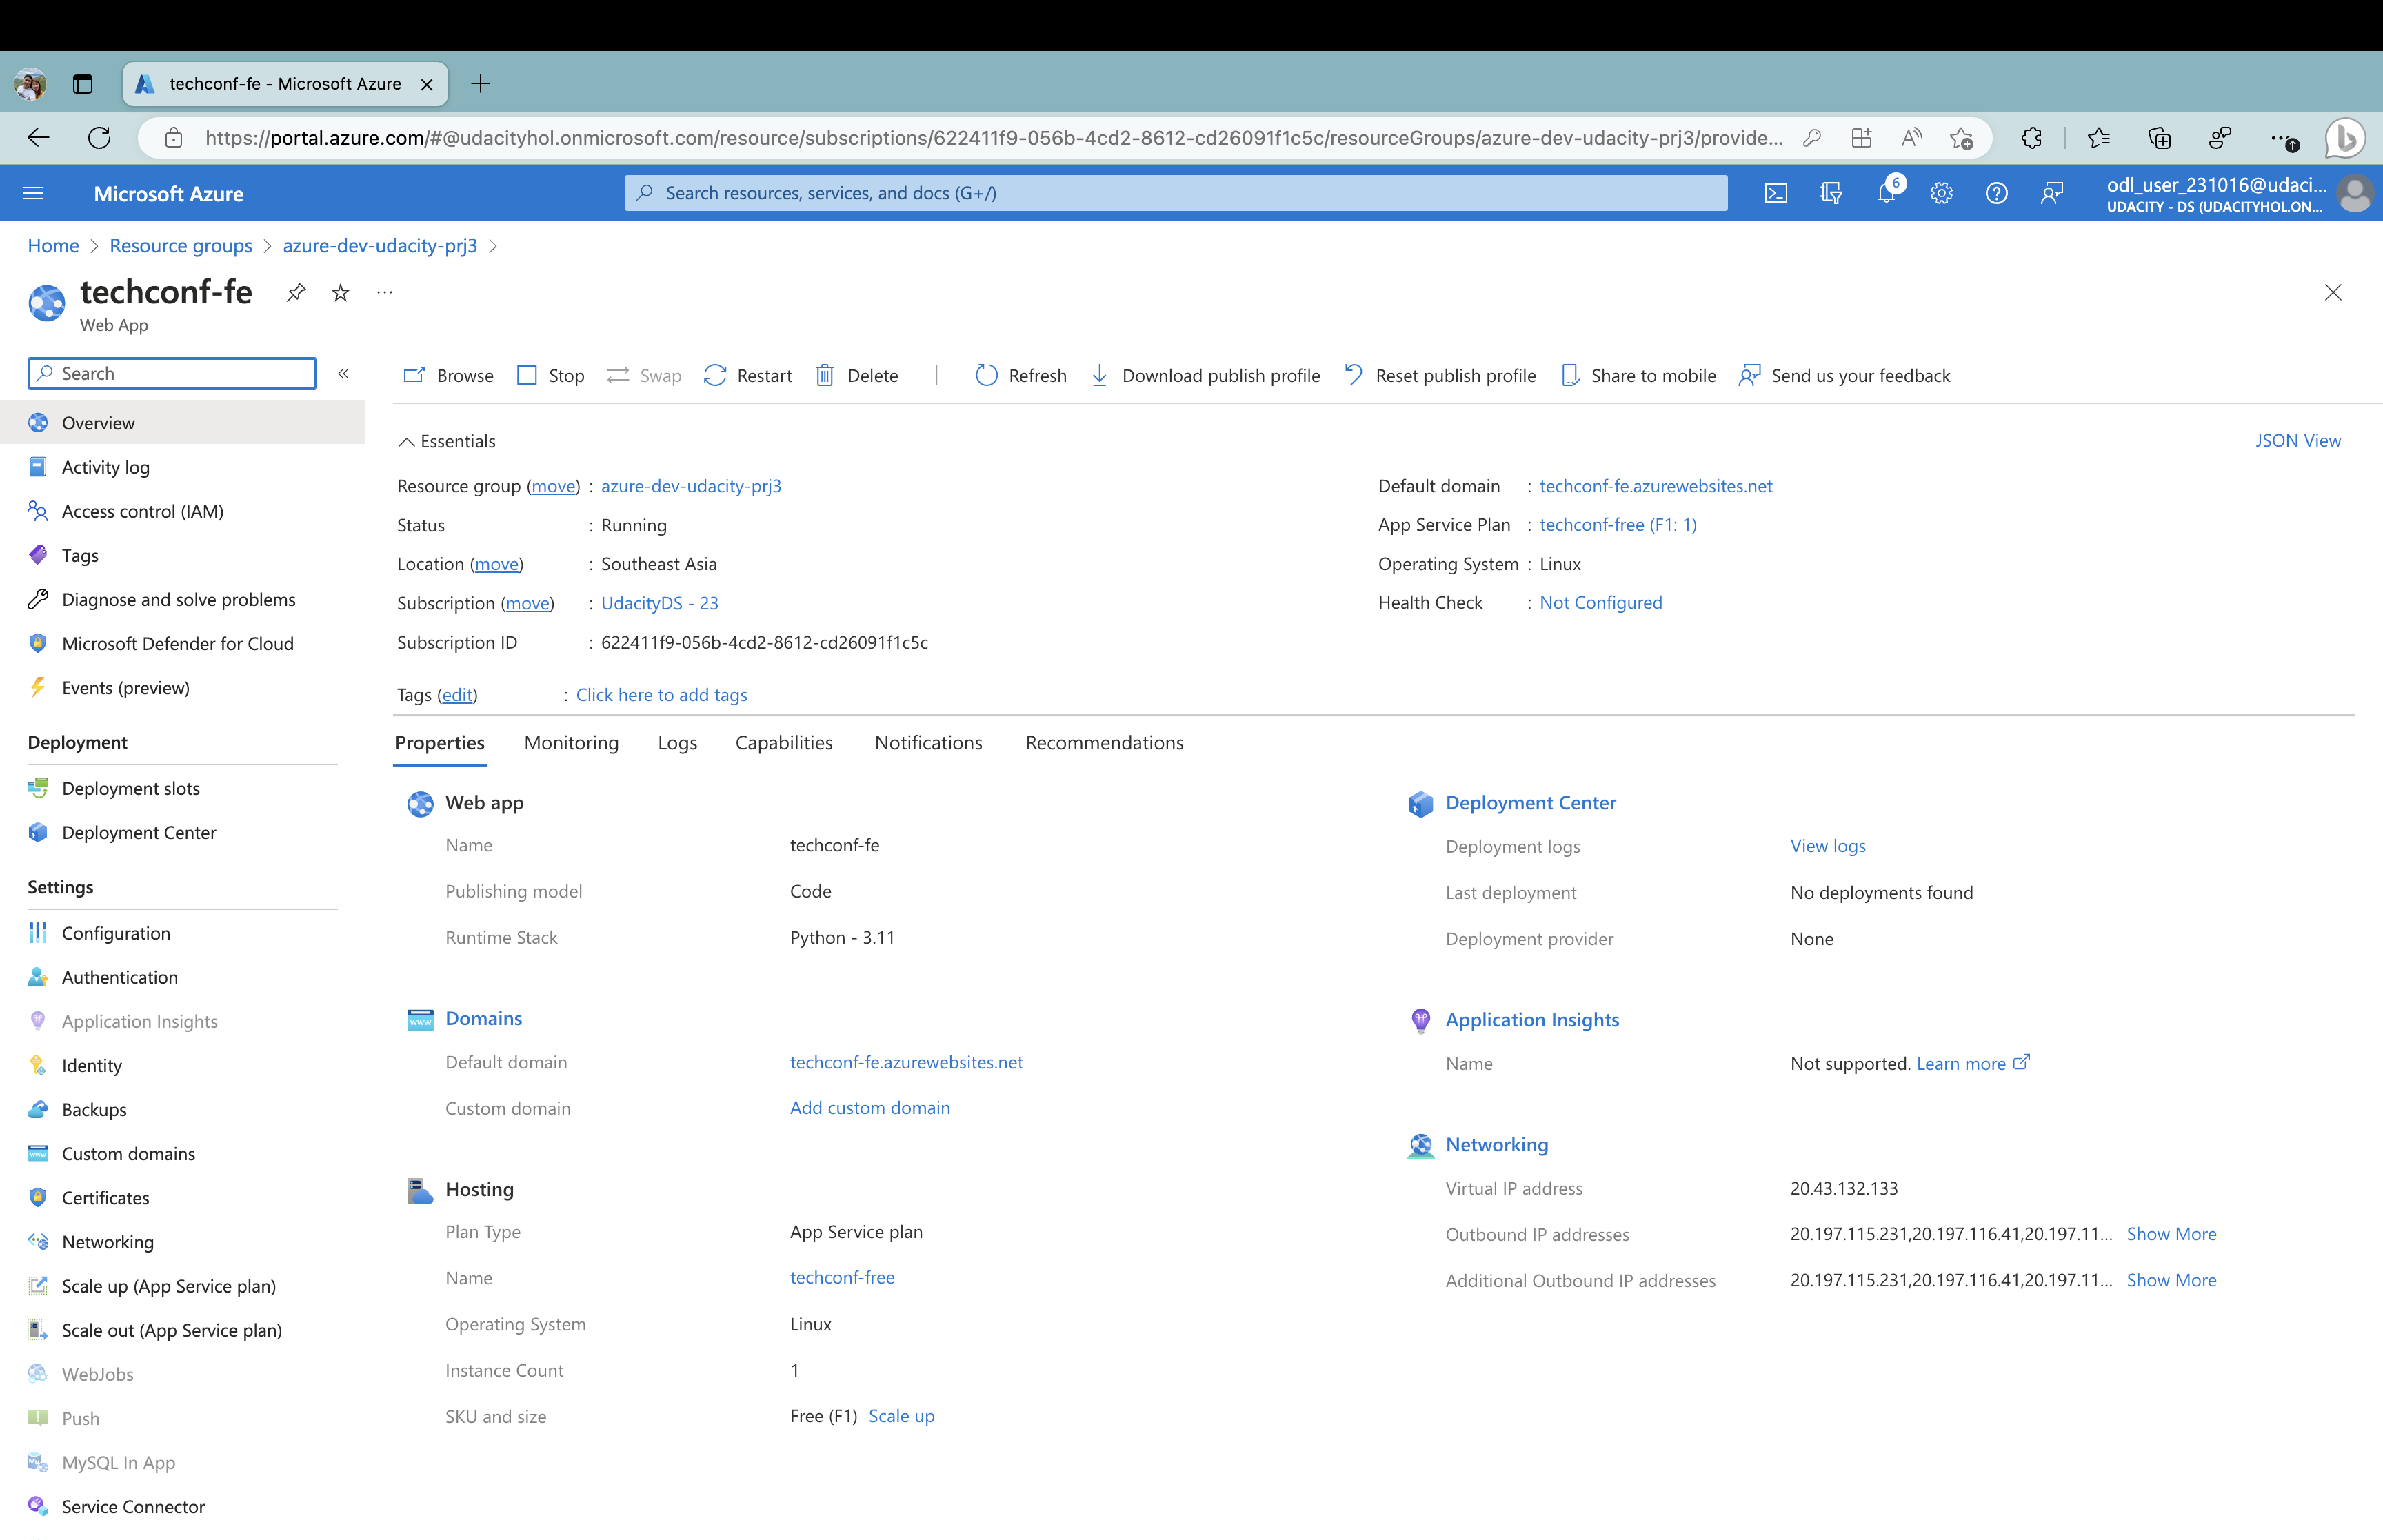 techconf-fe - Microsoft Azure
https://portal.azure.com/#@udacityhol.onmicrosoft.com/resource/subscriptions/622411f9-056b-4cd2-8612-cd26091f1c5c/resourceGroups/azure-dev-udacity-prj3/provide...
Microsoft Azure
Search resources, services, and docs (G+/)
6
odl_user_231016@udaci...
UDACITY - DS (UDACITYHOL.ON...
Home > Resource groups > azure-dev-udacity-prj3 >
techconf-fe
Web App
Search
Browse Stop Swap Restart Delete Refresh Download publish profile Reset publish profile Share to mobile Send us your feedback
Overview
Activity log
Access control (IAM)
Tags
Diagnose and solve problems
Microsoft Defender for Cloud
Events (preview)
Deployment
Deployment slots
Deployment Center
Settings
Configuration
Authentication
Application Insights
Identity
Backups
Custom domains
Certificates
Networking
Scale up (App Service plan)
Scale out (App Service plan)
WebJobs
Push
MySQL In App
Service Connector
Essentials
JSON View
Resource group (move) : azure-dev-udacity-prj3
Status : Running
Location (move) : Southeast Asia
Subscription (move) : UdacityDS - 23
Subscription ID : 622411f9-056b-4cd2-8612-cd26091f1c5c
Default domain : techconf-fe.azurewebsites.net
App Service Plan : techconf-free (F1: 1)
Operating System : Linux
Health Check : Not Configured
Tags (edit) : Click here to add tags
Properties Monitoring Logs Capabilities Notifications Recommendations
Web app
Name techconf-fe
Publishing model Code
Runtime Stack Python - 3.11
Domains
Default domain techconf-fe.azurewebsites.net
Custom domain Add custom domain
Hosting
Plan Type App Service plan
Name techconf-free
Operating System Linux
Instance Count 1
SKU and size Free (F1) Scale up
Deployment Center
Deployment logs View logs
Last deployment No deployments found
Deployment provider None
Application Insights
Name Not supported. Learn more
Networking
Virtual IP address 20.43.132.133
Outbound IP addresses 20.197.115.231,20.197.116.41,20.197.11... Show More
Additional Outbound IP addresses 20.197.115.231,20.197.116.41,20.197.11... Show More